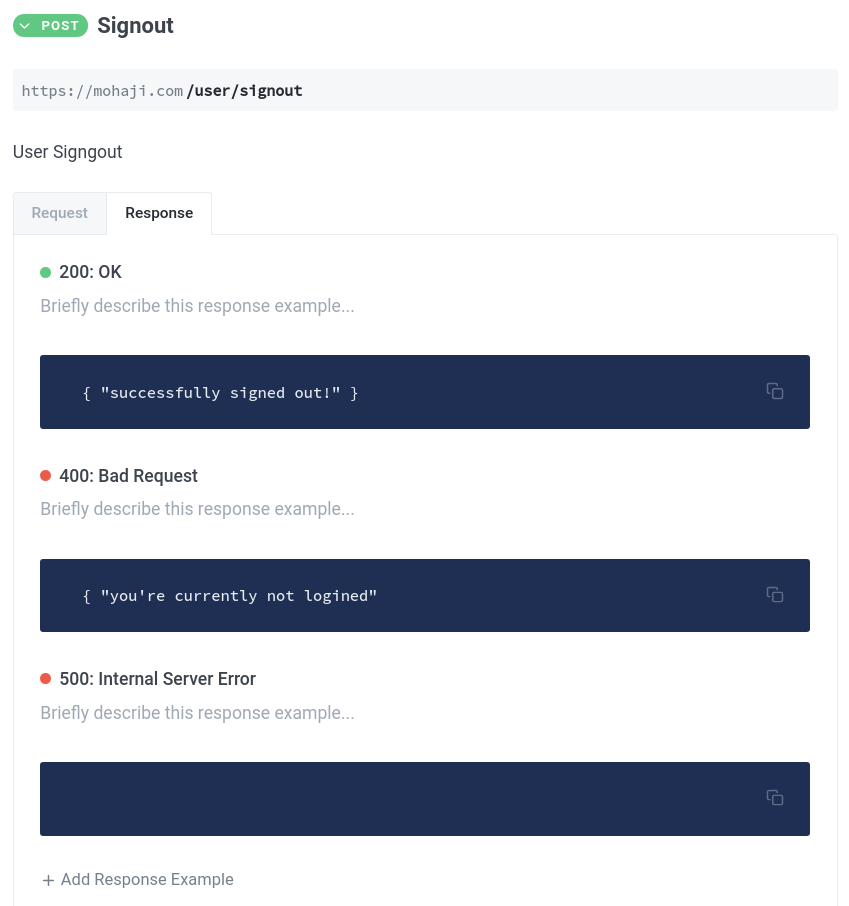 POST Signout
https://mohaji.com/user/signout
User Signgout
Request Response
200: OK
Briefly describe this response example...
{ "successfully signed out!" }
400: Bad Request
Briefly describe this response example...
{ "you're currently not logined"
500: Internal Server Error
Briefly describe this response example...
+ Add Response Example